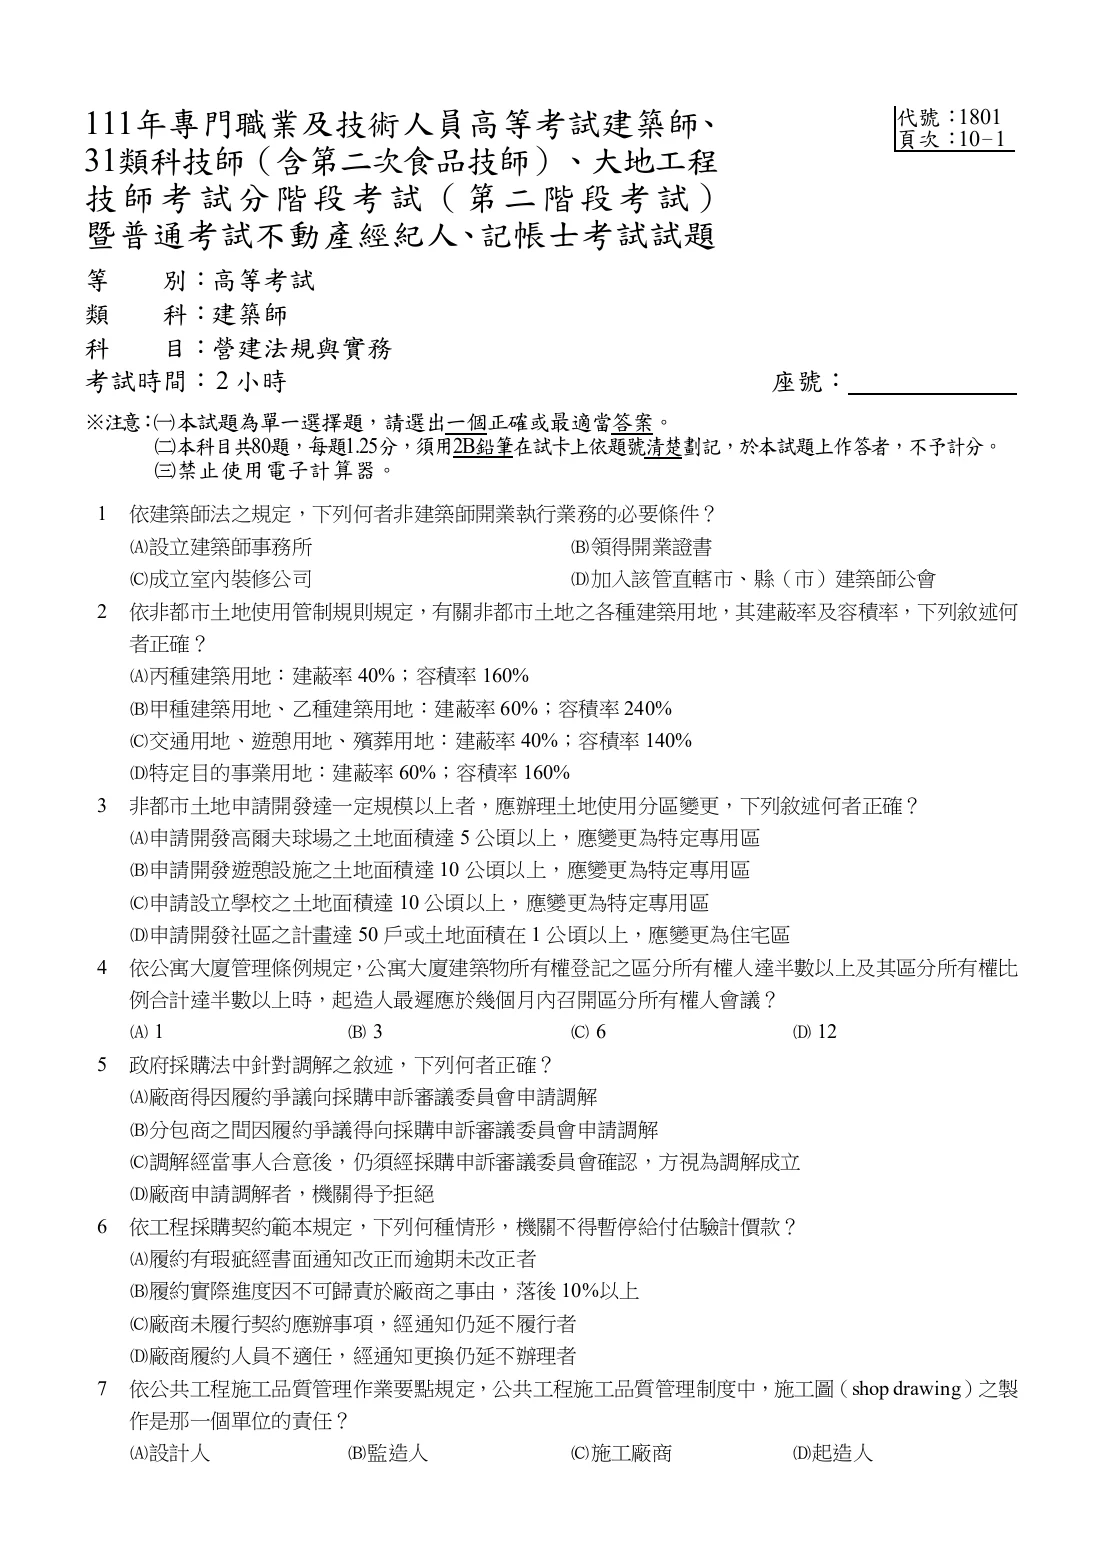 111年專門職業及技術人員高等考試建築師、
31類科技師（含第二次食品技師）、大地工程
技師考試分階段考試（第二階段考試）
暨普通考試不動產經紀人、記帳士考試試題
代號：1801
頁次：10-1
等　　別：高等考試
類　　科：建築師
科　　目：營建法規與實務
考試時間：2 小時
座號：
※注意：㈠本試題為單一選擇題，請選出一個正確或最適當答案。
㈡本科目共80題，每題1.25分，須用2B鉛筆在試卡上依題號清楚劃記，於本試題上作答者，不予計分。
㈢禁止使用電子計算器。
1 依建築師法之規定，下列何者非建築師開業執行業務的必要條件？
(A)設立建築師事務所 (B)領得開業證書
(C)成立室內裝修公司 (D)加入該管直轄市、縣（市）建築師公會
2 依非都市土地使用管制規則規定，有關非都市土地之各種建築用地，其建蔽率及容積率，下列敘述何
者正確？
(A)丙種建築用地：建蔽率 40%；容積率 160%
(B)甲種建築用地、乙種建築用地：建蔽率 60%；容積率 240%
(C)交通用地、遊憩用地、殯葬用地：建蔽率 40%；容積率 140%
(D)特定目的事業用地：建蔽率 60%；容積率 160%
3 非都市土地申請開發達一定規模以上者，應辦理土地使用分區變更，下列敘述何者正確？
(A)申請開發高爾夫球場之土地面積達 5 公頃以上，應變更為特定專用區
(B)申請開發遊憩設施之土地面積達 10 公頃以上，應變更為特定專用區
(C)申請設立學校之土地面積達 10 公頃以上，應變更為特定專用區
(D)申請開發社區之計畫達 50 戶或土地面積在 1 公頃以上，應變更為住宅區
4 依公寓大廈管理條例規定，公寓大廈建築物所有權登記之區分所有權人達半數以上及其區分所有權比
例合計達半數以上時，起造人最遲應於幾個月內召開區分所有權人會議？
(A) 1 (B) 3 (C) 6 (D) 12
5 政府採購法中針對調解之敘述，下列何者正確？
(A)廠商得因履約爭議向採購申訴審議委員會申請調解
(B)分包商之間因履約爭議得向採購申訴審議委員會申請調解
(C)調解經當事人合意後，仍須經採購申訴審議委員會確認，方視為調解成立
(D)廠商申請調解者，機關得予拒絕
6 依工程採購契約範本規定，下列何種情形，機關不得暫停給付估驗計價款？
(A)履約有瑕疵經書面通知改正而逾期未改正者
(B)履約實際進度因不可歸責於廠商之事由，落後 10%以上
(C)廠商未履行契約應辦事項，經通知仍延不履行者
(D)廠商履約人員不適任，經通知更換仍延不辦理者
7 依公共工程施工品質管理作業要點規定，公共工程施工品質管理制度中，施工圖（shop drawing）之製
作是那一個單位的責任？
(A)設計人 (B)監造人 (C)施工廠商 (D)起造人